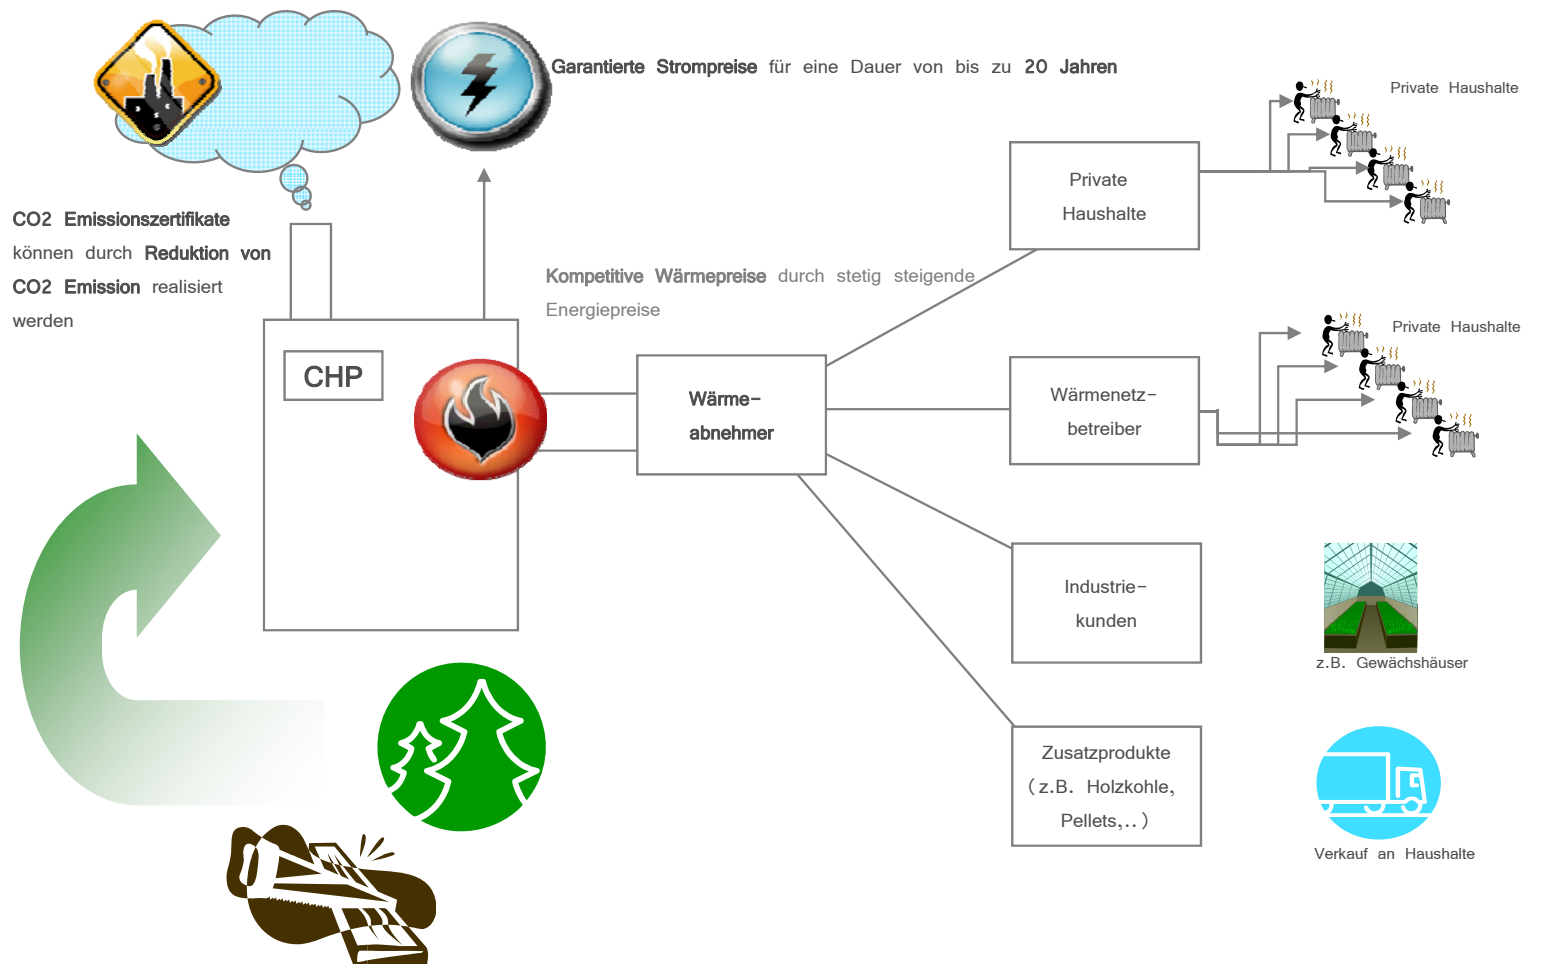 Garantierte Strompreise für eine Dauer von bis zu 20 Jahren
Private Haushalte
CO2 Emissionszertifikate
können durch Reduktion von
CO2 Emission realisiert
werden
Kompetitive Wärmepreise durch stetig steigende
Energiepreise
CHP
Wärme-
abnehmer
Private
Haushalte
Private Haushalte
Wärmenetz-
betreiber
Industrie-
kunden
z.B. Gewächshäuser
Zusatzprodukte
(z.B. Holzkohle,
Pellets,..)
Verkauf an Haushalte